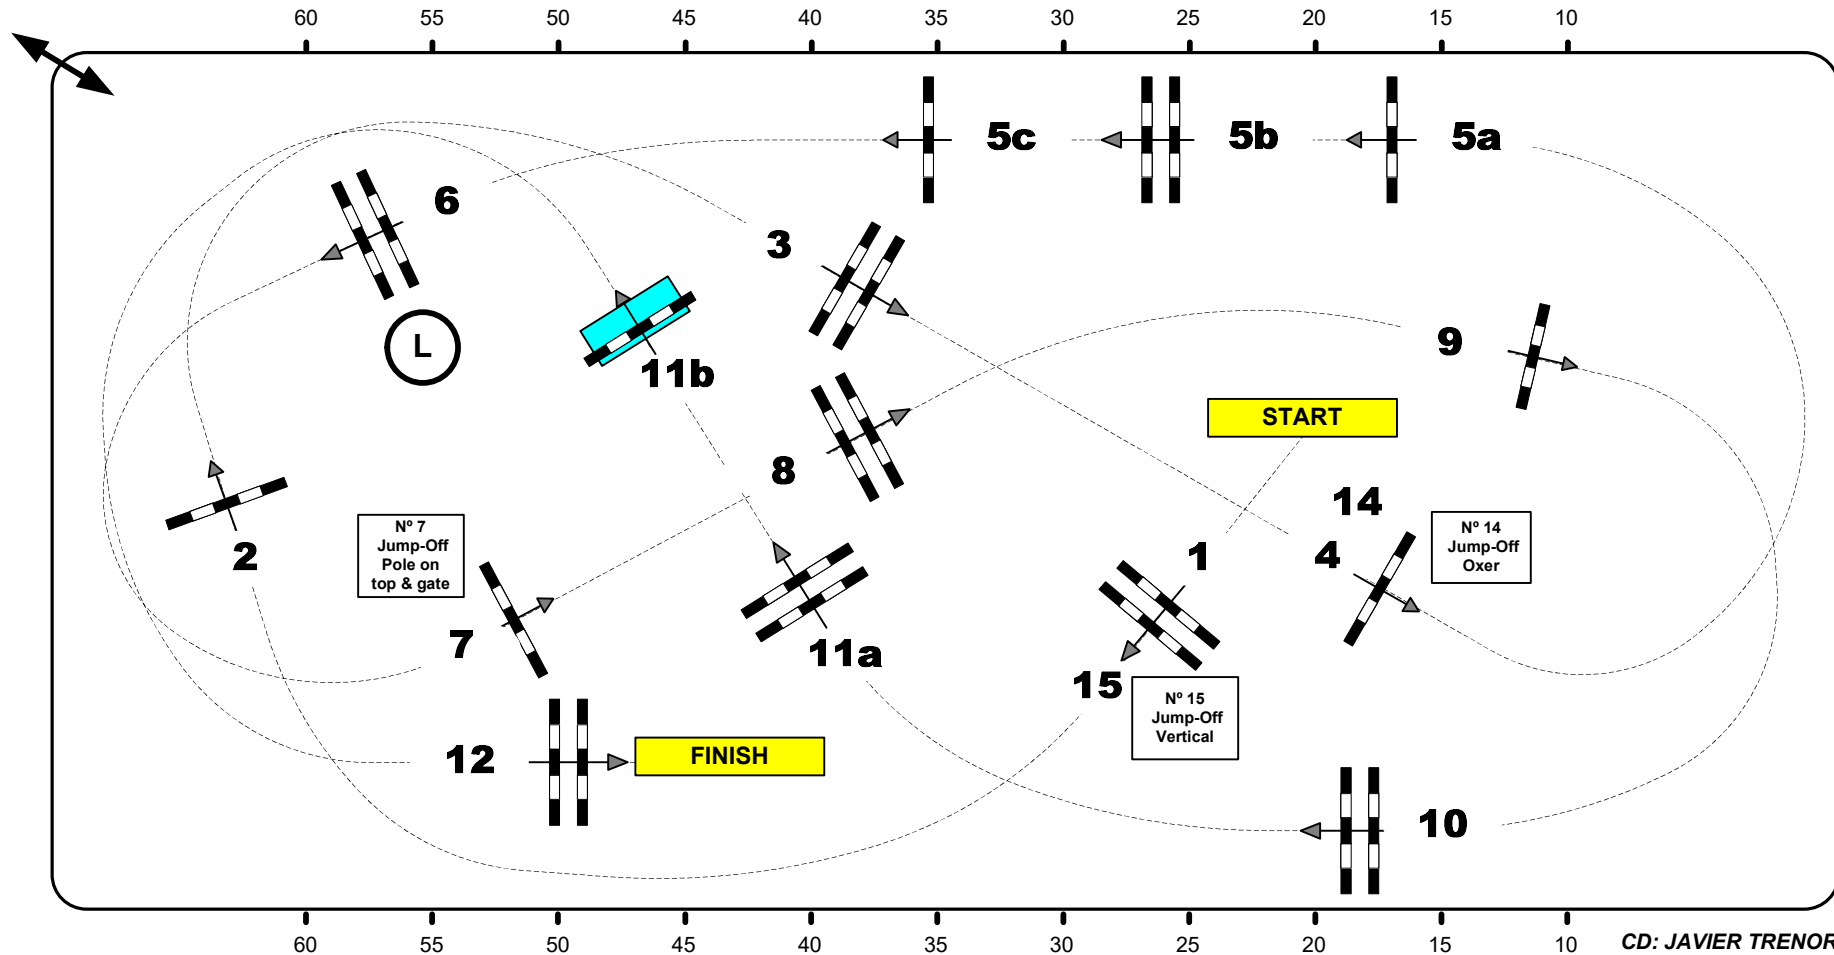 60 55 50 45 40 35 30 25 20 15 10
5c 5b 5a
6
3
L
11b
9
START
8
14
2
Nº 7
Jump-Off
Pole on
top & gate
1
4
Nº 14
Jump-Off
Oxer
7
11a
15
Nº 15
Jump-Off
Vertical
12
FINISH
10
60 55 50 45 40 35 30 25 20 15 10
CD: JAVIER TRENOR